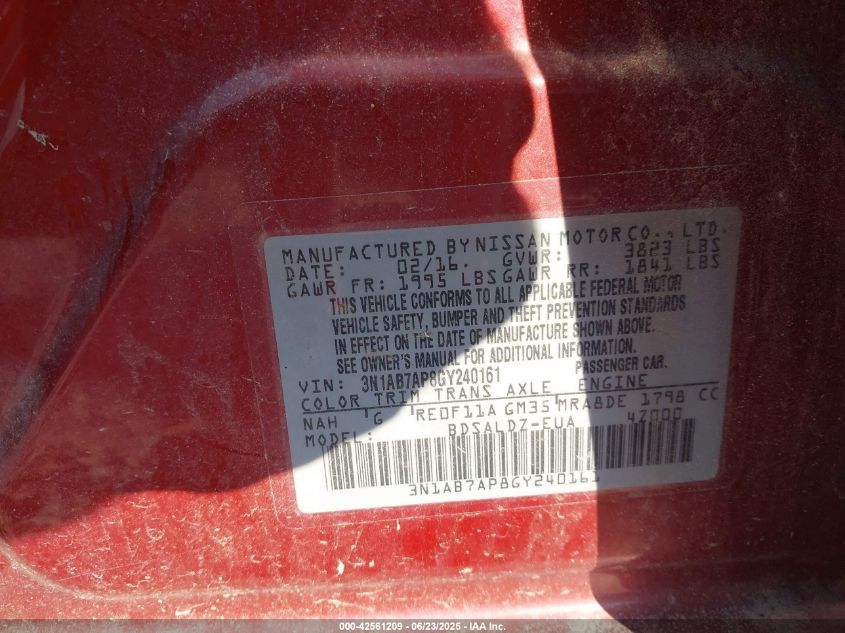 MANUFACTURED BY NISSAN MOTOR CO., LTD.
DATE: 02/16. GVWR: 3823 LBS
GAWR FR: 1995 LBS GAWR RR: 1841 LBS
THIS VEHICLE CONFORMS TO ALL APPLICABLE FEDERAL MOTOR
VEHICLE SAFETY, BUMPER AND THEFT PREVENTION STANDARDS
IN EFFECT ON THE DATE OF MANUFACTURE SHOWN ABOVE.
SEE OWNER'S MANUAL FOR ADDITIONAL INFORMATION.
VIN: 3N1AB7AP8GY240161 PASSENGER CAR.
COLOR TRIM TRANS AXLE ENGINE
NAH G RE0F11A GM35 MRA8DE 1798 CC
MODEL: BDSALDZ-EUA 4Z000
3N1AB7AP8GY240161
000-42561209 - 06/23/2025 - IAA Inc.